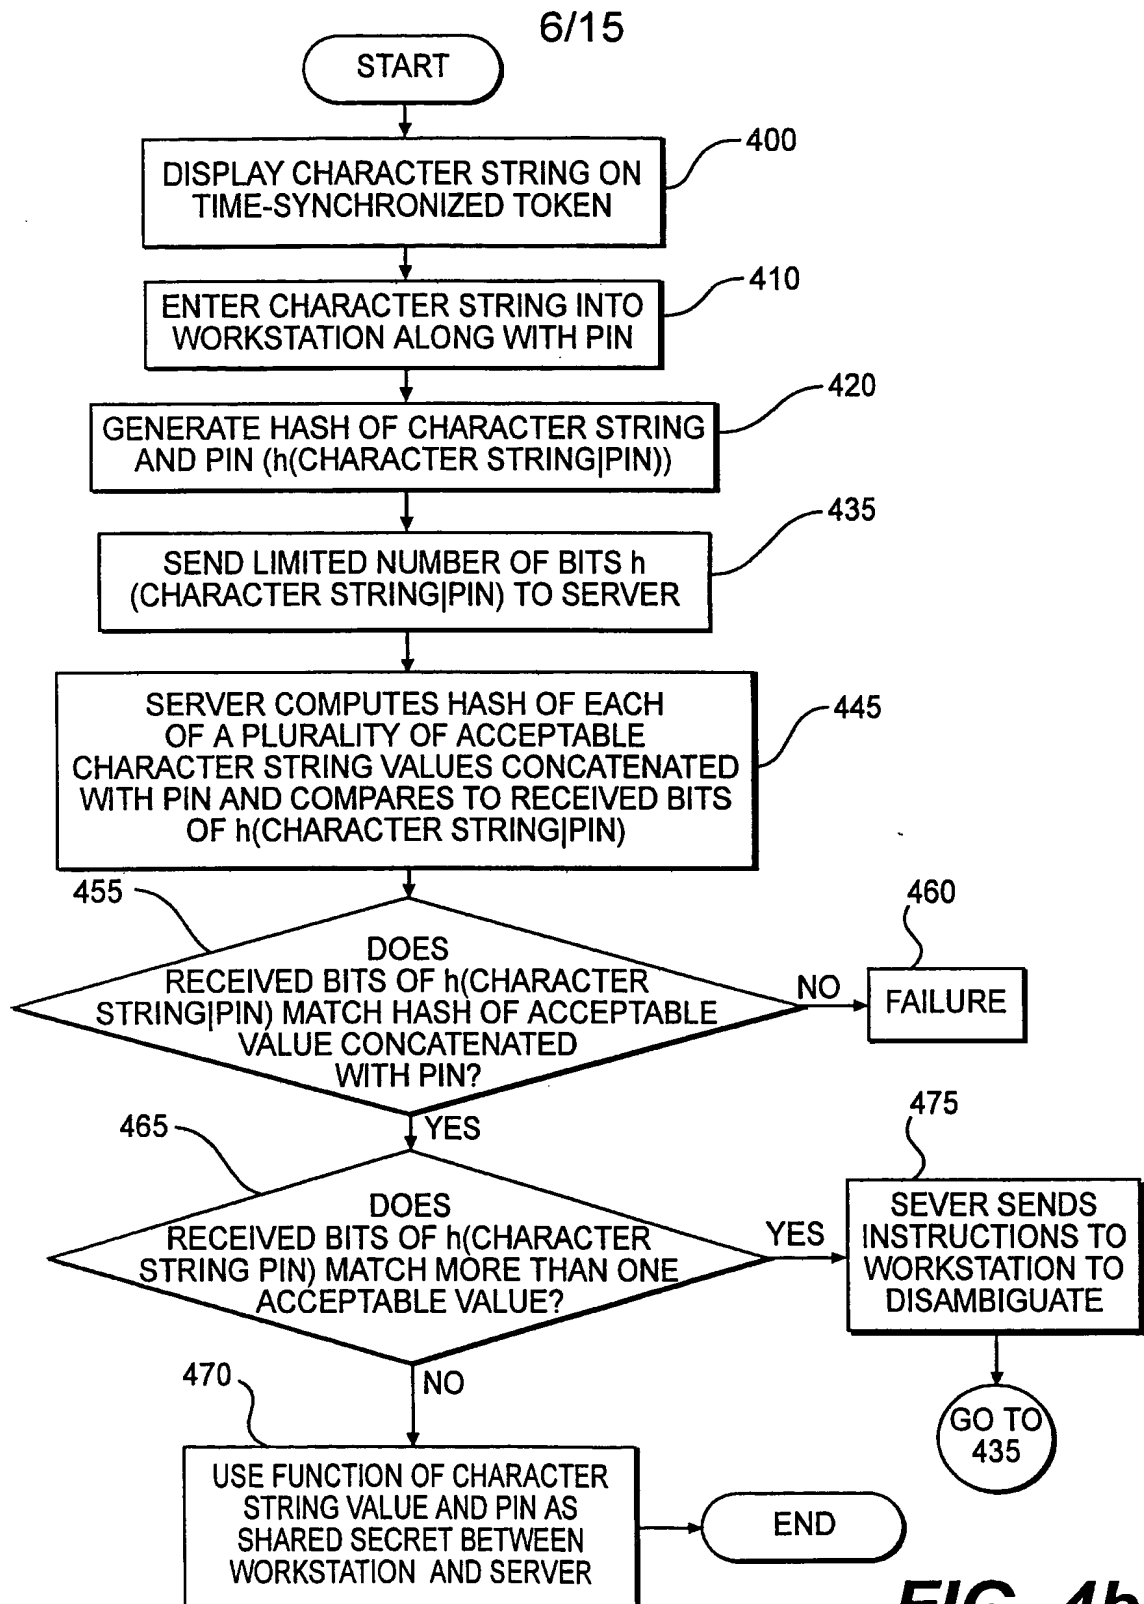 6/15
START
400
DISPLAY CHARACTER STRING ON
TIME-SYNCHRONIZED TOKEN
410
ENTER CHARACTER STRING INTO
WORKSTATION ALONG WITH PIN
420
GENERATE HASH OF CHARACTER STRING
AND PIN (h(CHARACTER STRING|PIN))
435
SEND LIMITED NUMBER OF BITS h
(CHARACTER STRING|PIN) TO SERVER
445
SERVER COMPUTES HASH OF EACH
OF A PLURALITY OF ACCEPTABLE
CHARACTER STRING VALUES CONCATENATED
WITH PIN AND COMPARES TO RECEIVED BITS
OF h(CHARACTER STRING|PIN)
455
DOES
RECEIVED BITS OF h(CHARACTER
STRING|PIN) MATCH HASH OF ACCEPTABLE
VALUE CONCATENATED
WITH PIN?
NO
460
FAILURE
YES
465
DOES
RECEIVED BITS OF h(CHARACTER
STRING PIN) MATCH MORE THAN ONE
ACCEPTABLE VALUE?
YES
475
SEVER SENDS
INSTRUCTIONS TO
WORKSTATION TO
DISAMBIGUATE
GO TO
435
NO
470
USE FUNCTION OF CHARACTER
STRING VALUE AND PIN AS
SHARED SECRET BETWEEN
WORKSTATION AND SERVER
END
FIG. 4b